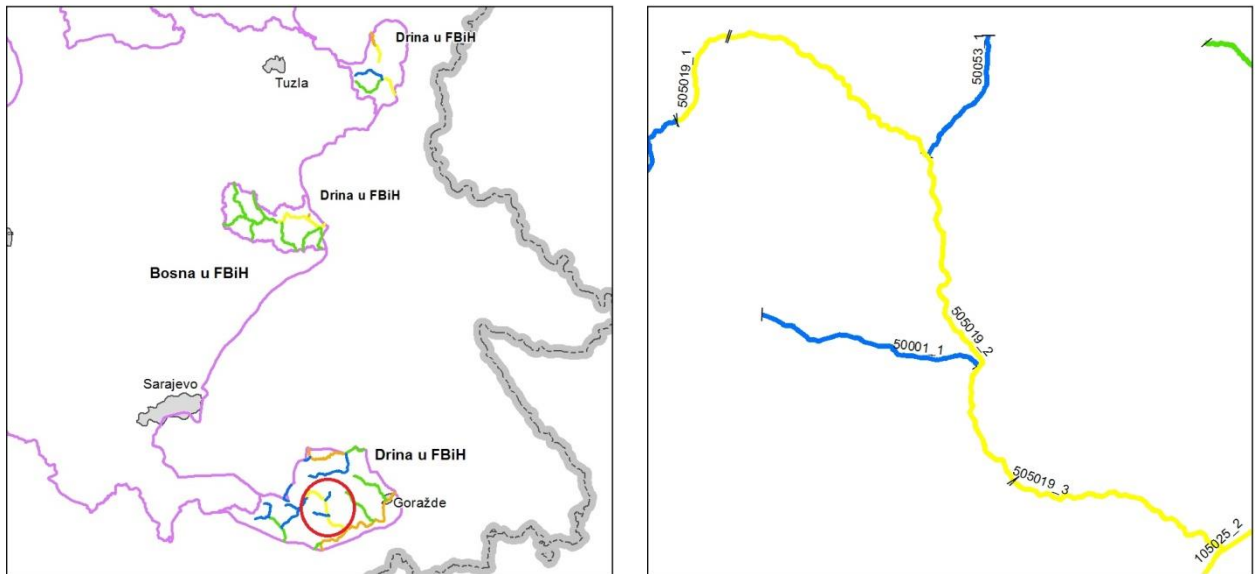 Drina u FBiH
Tuzla
Drina u FBiH
Bosna u FBiH
Sarajevo
Drina u FBiH
Goražde
505019_1
50053_1
505019_2
50001_1
505019_3
105025_2